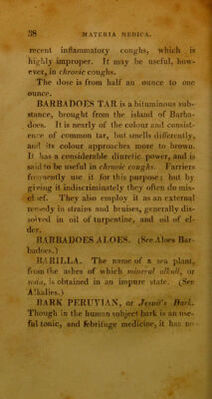 38 MATERIA MEDICA.
recent inflammatory coughs, which is
highly improper. It may be useful, how-
ever, in chronic coughs.
The dose is from half an ounce to one
ounce.
BARBADOES TAR is a bituminous sub-
stance, brought from the island of Barba-
does. It is nearly of the colour and consist-
ence of common tar, but smells differently,
and its colour approaches more to brown.
It has a considerable diuretic power, and is
said to be useful in chronic coughs. Farriers
frequently use it for this purpose; but by
giving it indiscriminately they often do mis-
chief. They also employ it as an external
remedy in strains and bruises, generally dis-
solved in oil of turpentine, and oil of el-
der.
BARBADOES ALOES. (See Aloes Bar-
badoes.)
BARILLA. The name of a sea plant,
from the ashes of which mineral alkali, or
soda, is obtained in an impure state. (See
Alkalies.)
BARK PERUVIAN, or Jesuit's Bark.
Though in the human subject bark is an use-
ful tonic, and febrifuge medicine, it has no